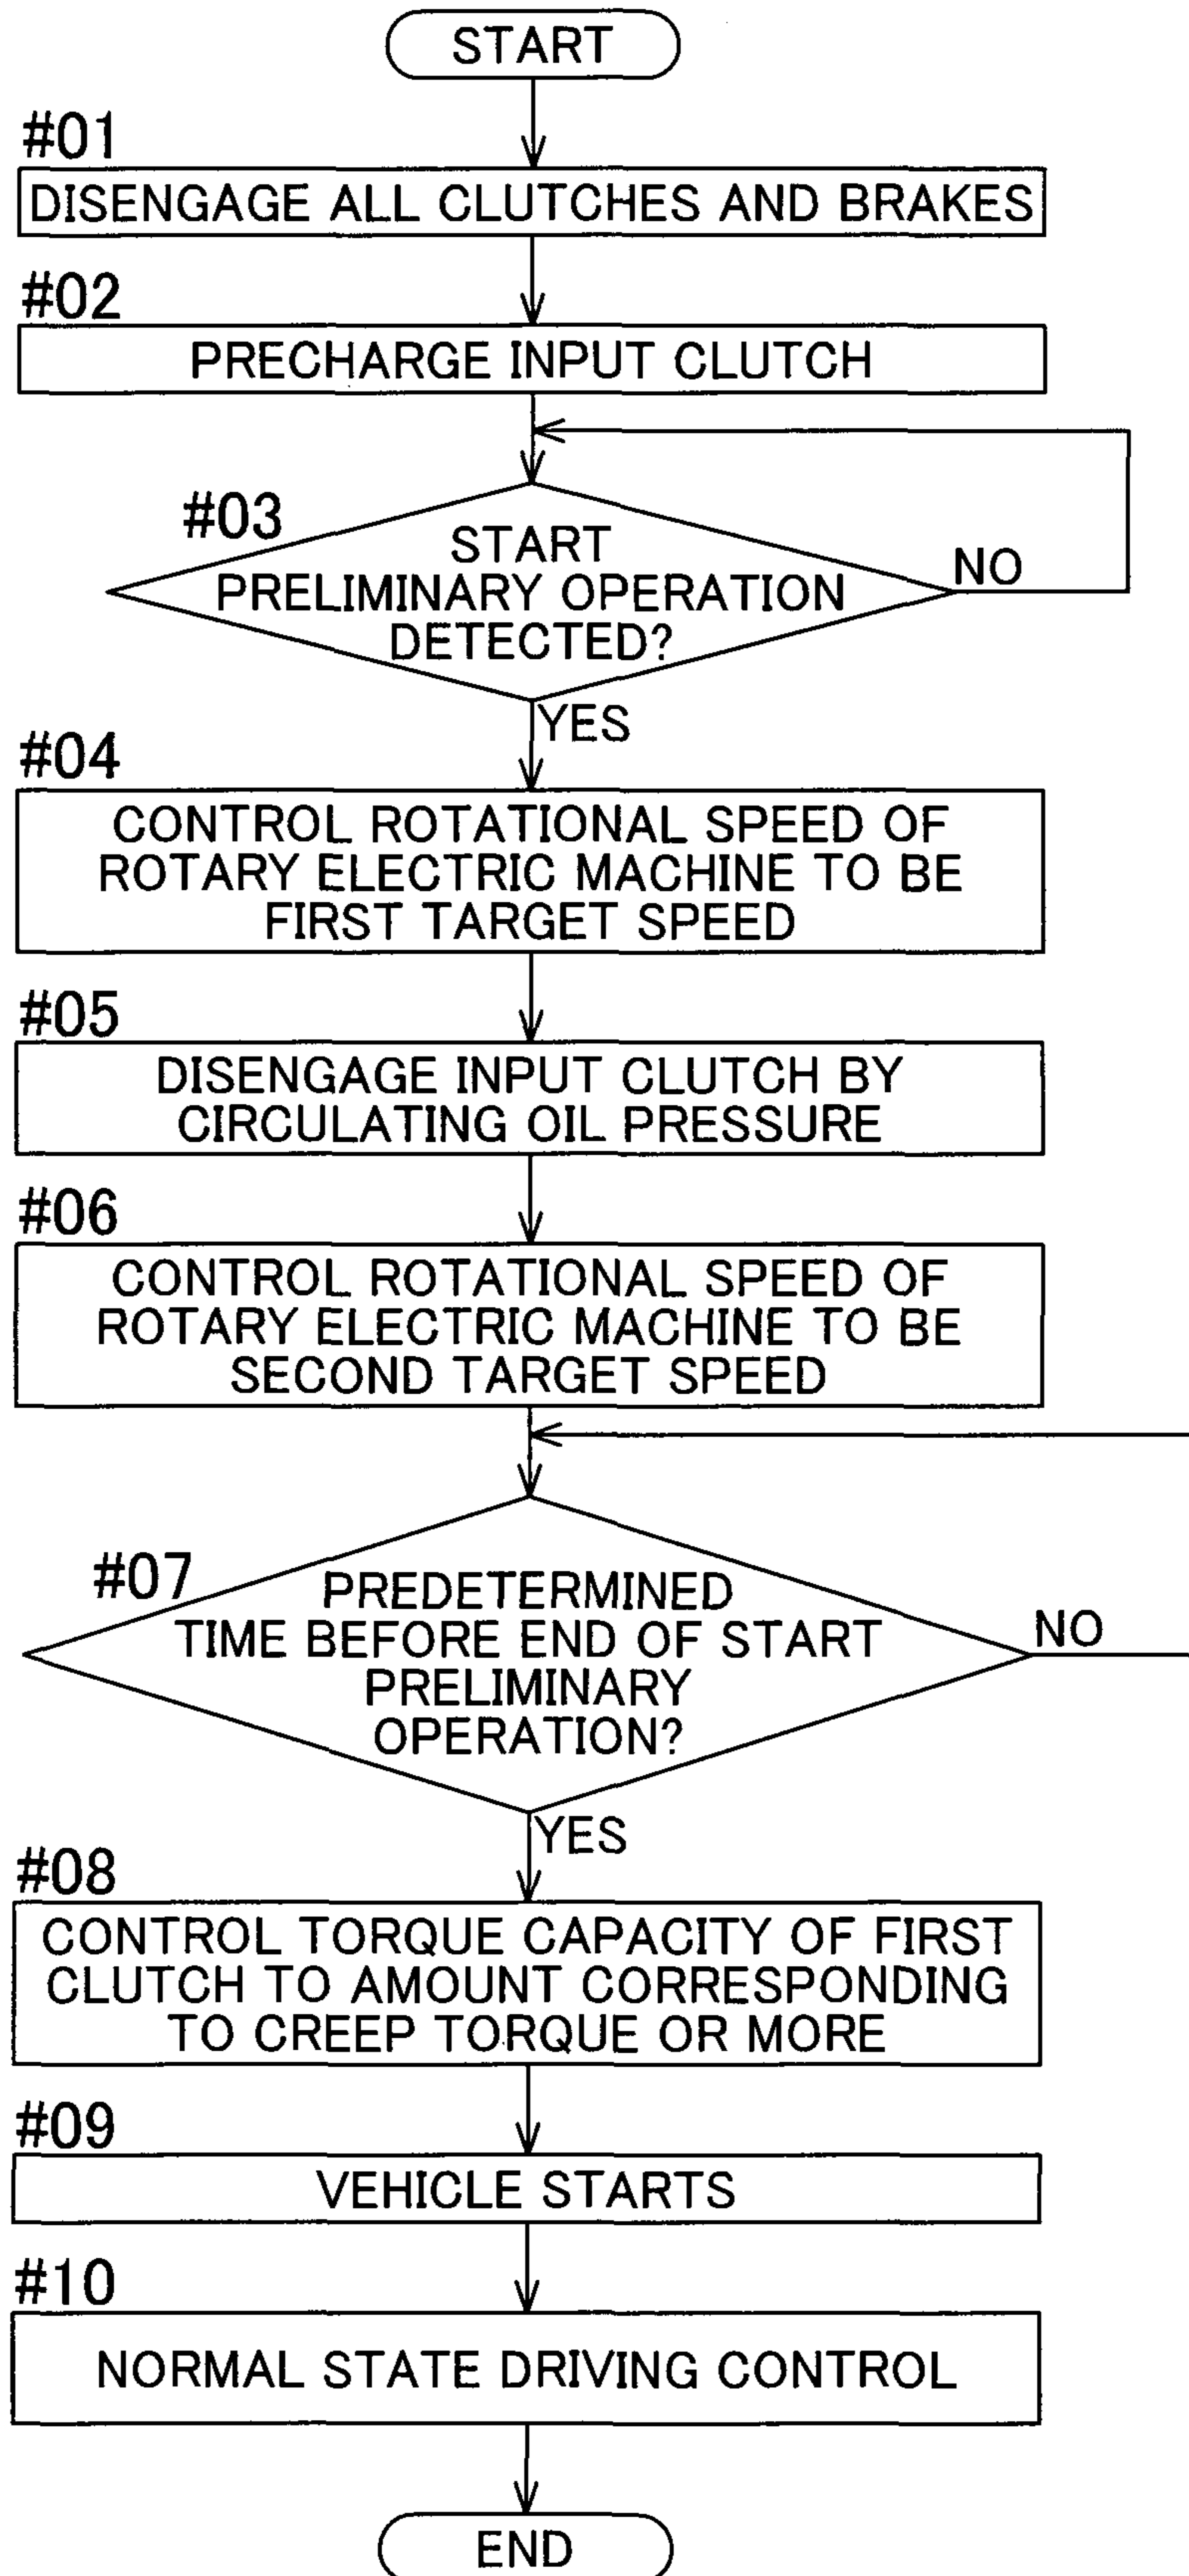 START
#01
DISENGAGE ALL CLUTCHES AND BRAKES
#02
PRECHARGE INPUT CLUTCH
#03
START
PRELIMINARY OPERATION
DETECTED?
NO
YES
#04
CONTROL ROTATIONAL SPEED OF
ROTARY ELECTRIC MACHINE TO BE
FIRST TARGET SPEED
#05
DISENGAGE INPUT CLUTCH BY
CIRCULATING OIL PRESSURE
#06
CONTROL ROTATIONAL SPEED OF
ROTARY ELECTRIC MACHINE TO BE
SECOND TARGET SPEED
#07
PREDETERMINED
TIME BEFORE END OF START
PRELIMINARY
OPERATION?
NO
YES
#08
CONTROL TORQUE CAPACITY OF FIRST
CLUTCH TO AMOUNT CORRESPONDING
TO CREEP TORQUE OR MORE
#09
VEHICLE STARTS
#10
NORMAL STATE DRIVING CONTROL
END